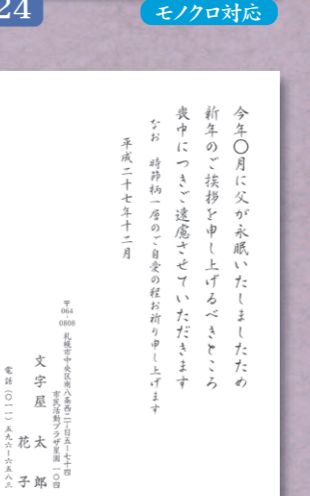 24
モノクロ対応
今年〇月に父が永眠いたしましたため
新年のご挨拶を申し上げるべきところ
喪中につきご遠慮させていただきます
なお 時節柄一層のご自愛の程お祈り申し上げます
平成二十七年十二月
〒064-0808 札幌市中央区南八条西二丁目五-七十四
市民活動プラザ星園一〇四
文字屋 太郎
花子
電話(〇一一)五九六-六五八三